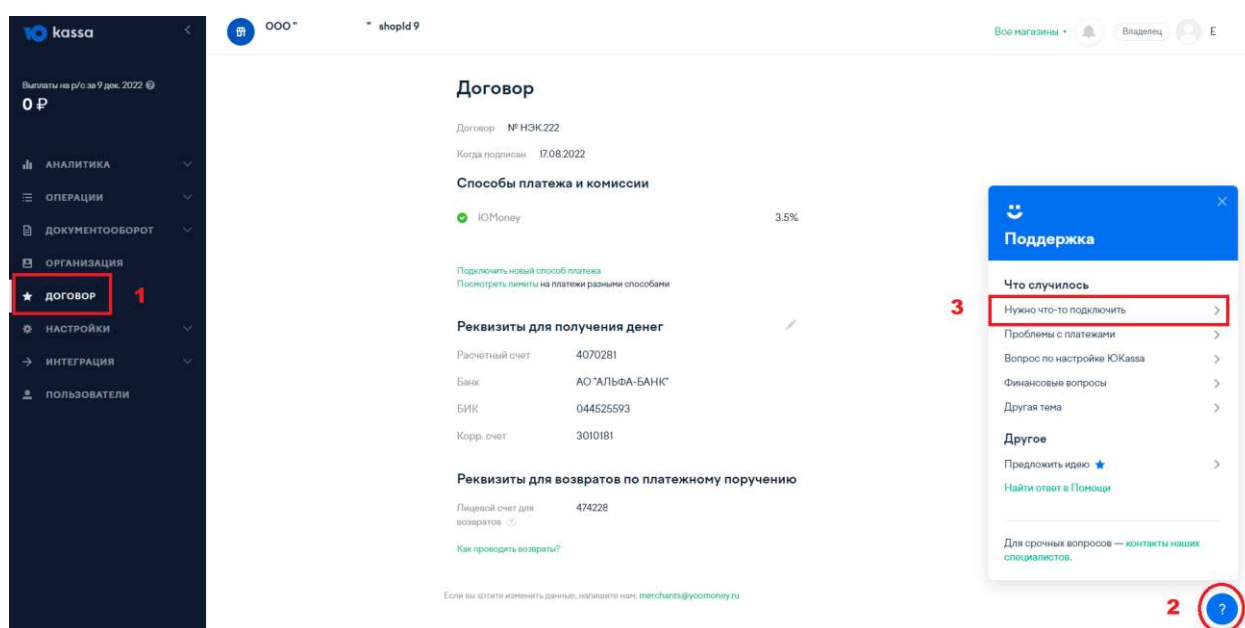 Ю kassa
ООО "           " shopId 9
Все магазины
Владелец
Е
Выплаты на р/с за 9 дек. 2022 ?
0 ₽
АНАЛИТИКА
ОПЕРАЦИИ
ДОКУМЕНТООБОРОТ
ОРГАНИЗАЦИЯ
ДОГОВОР 1
НАСТРОЙКИ
ИНТЕГРАЦИЯ
ПОЛЬЗОВАТЕЛИ
Договор
Договор № НЭК.222
Когда подписан 17.08.2022
Способы платежа и комиссии
ЮMoney 3.5%
Подключить новый способ платежа
Посмотреть лимиты на платежи разными способами
Реквизиты для получения денег
Расчетный счет 4070281
Банк АО "АЛЬФА-БАНК"
БИК 044525593
Корр. счет 3010181
Реквизиты для возвратов по платежному поручению
Лицевой счет для 474228
возвратов ?
Как проводить возвраты?
Если вы хотите изменить данные, напишите нам: merchants@yoomoney.ru
Поддержка
Что случилось
3 Нужно что-то подключить
Проблемы с платежами
Вопрос по настройке ЮKassa
Финансовые вопросы
Другая тема
Другое
Предложить идею
Найти ответ в Помощи
Для срочных вопросов — контакты наших
специалистов.
2 ?